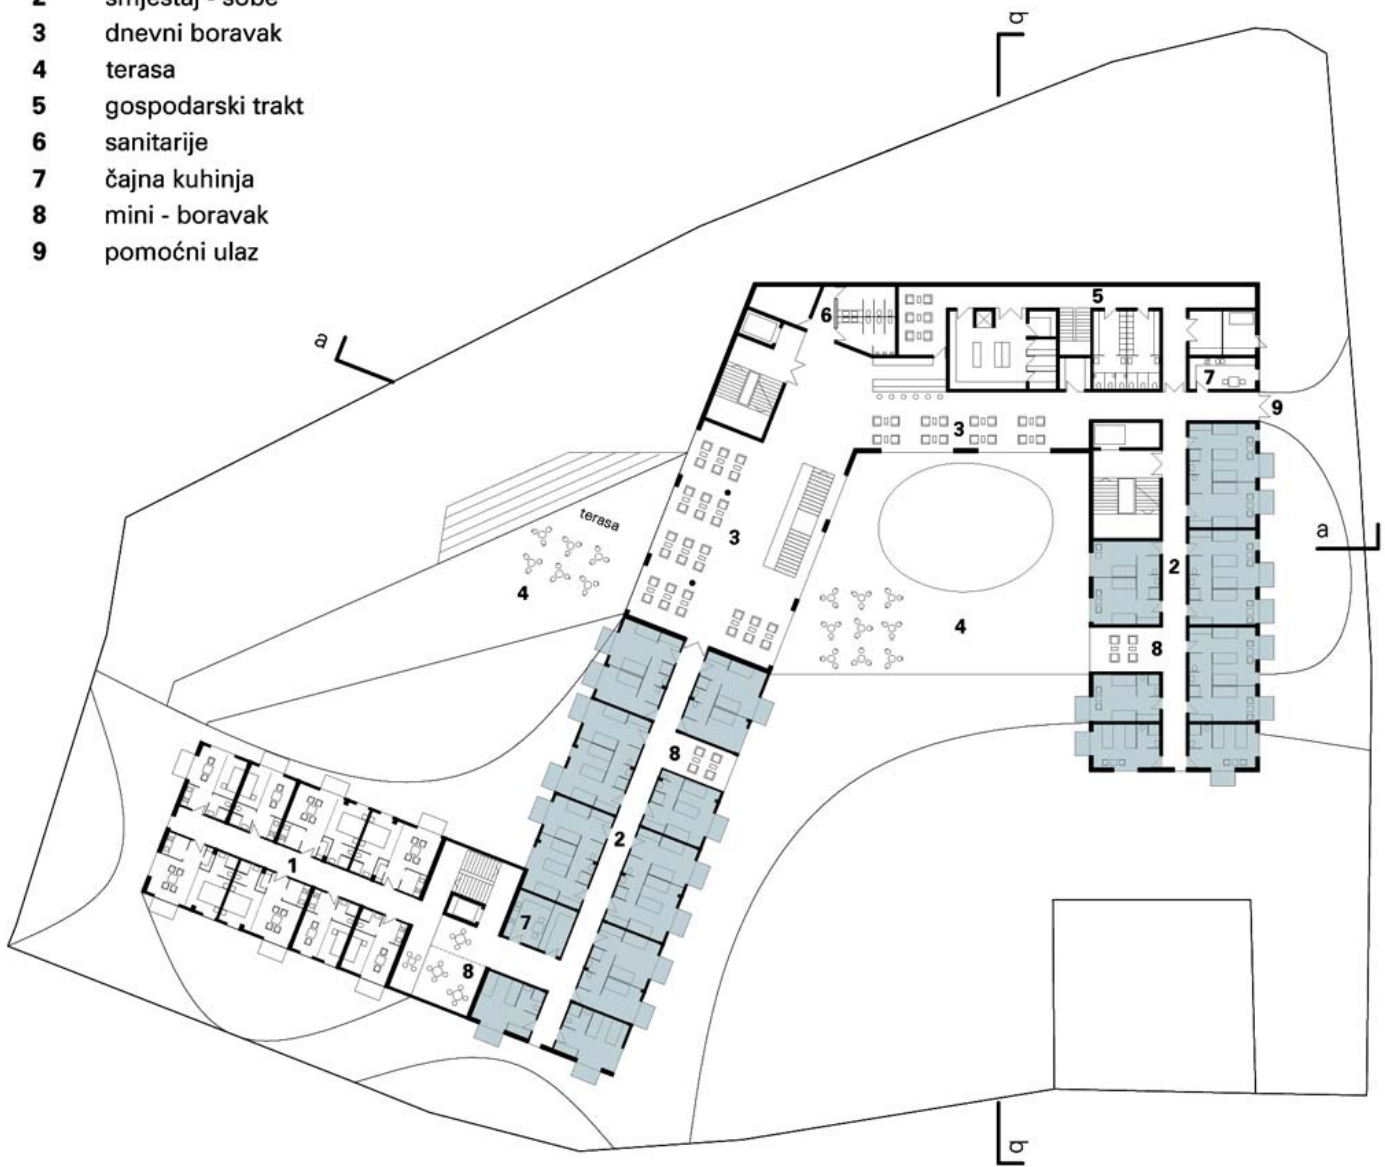 2 smještaj - sobe
3 dnevni boravak
4 terasa
5 gospodarski trakt
6 sanitarije
7 čajna kuhinja
8 mini - boravak
9 pomoćni ulaz
b
a
5
6
7
9
3
terasa
3
a
2
4
4
8
8
2
1
7
8
b